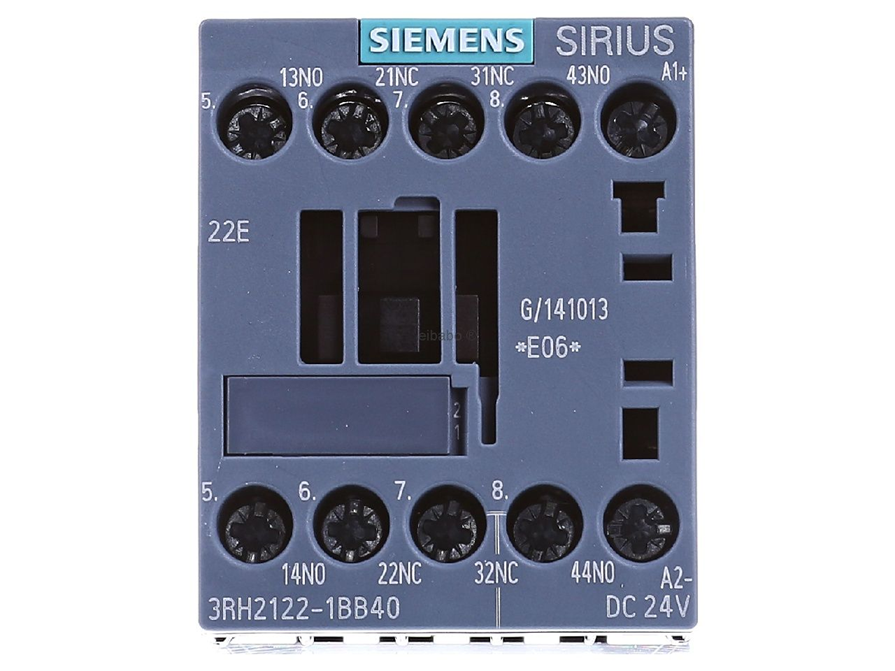 SIEMENS SIRIUS
13NO 21NC 31NC 43NO A1+
5. 6. 7. 8.
22E
G/141013
eibabo ®
*E06*
2
1
5. 6. 7. 8.
14NO 22NC 32NC 44NO A2-
3RH2122-1BB40 DC 24V